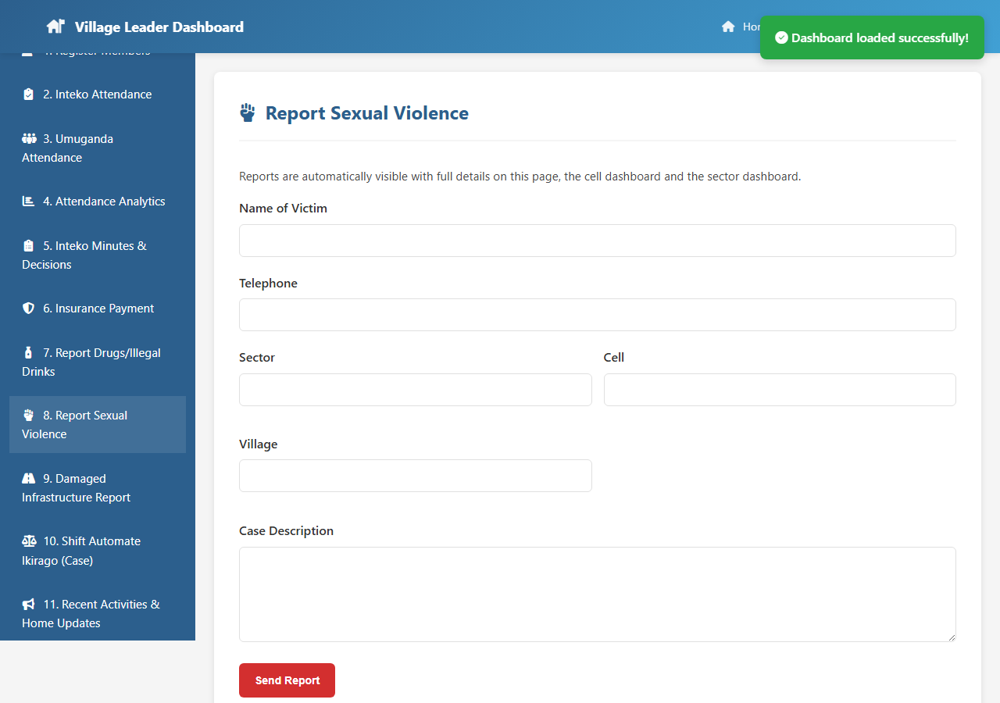 Village Leader Dashboard
Hor
Dashboard loaded successfully!
1. Register Members
2. Inteko Attendance
3. Umuganda
Attendance
4. Attendance Analytics
5. Inteko Minutes &
Decisions
6. Insurance Payment
7. Report Drugs/Illegal
Drinks
8. Report Sexual
Violence
9. Damaged
Infrastructure Report
10. Shift Automate
Ikirago (Case)
11. Recent Activities &
Home Updates
Report Sexual Violence
Reports are automatically visible with full details on this page, the cell dashboard and the sector dashboard.
Name of Victim
Telephone
Sector
Cell
Village
Case Description
Send Report